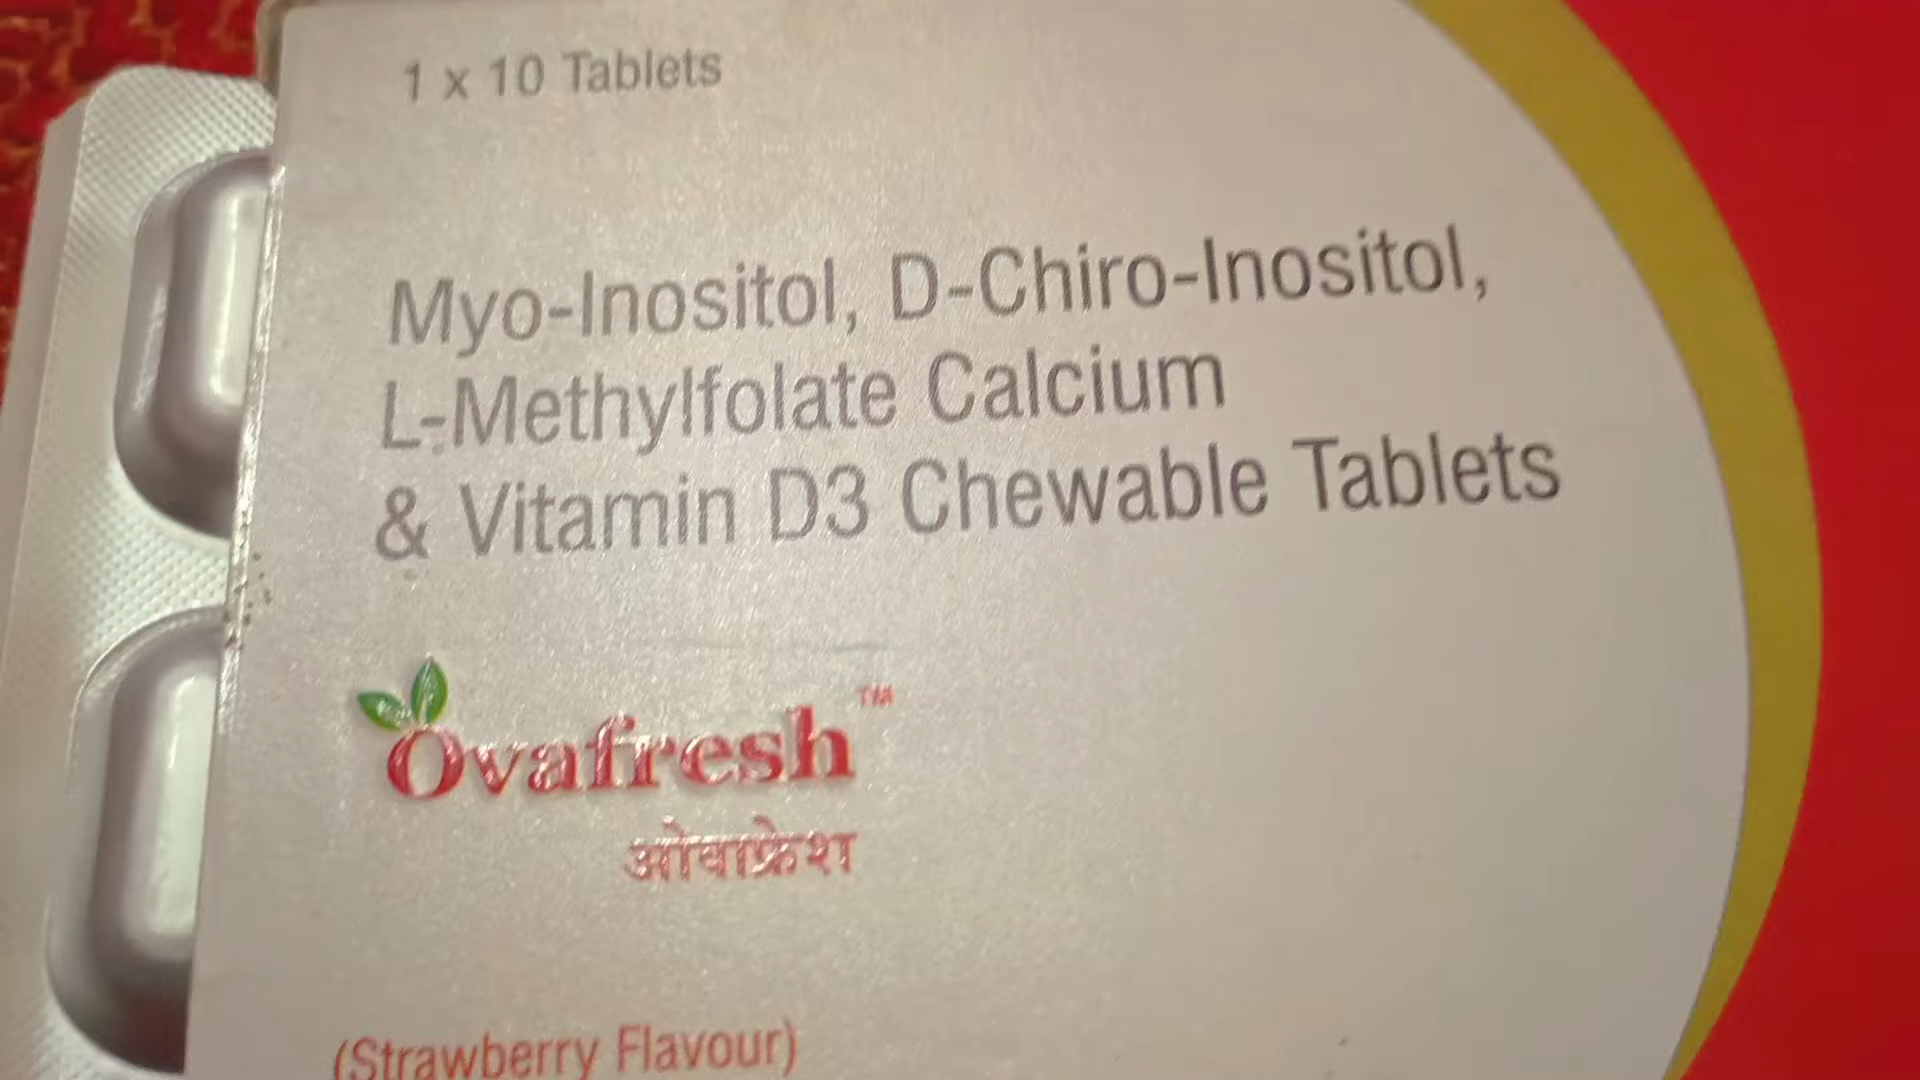 1 x 10 Tablets
Myo-Inositol, D-Chiro-Inositol,
L-Methylfolate Calcium
& Vitamin D3 Chewable Tablets
Ovafresh™
ओवाफ्रेश
(Strawberry Flavour)